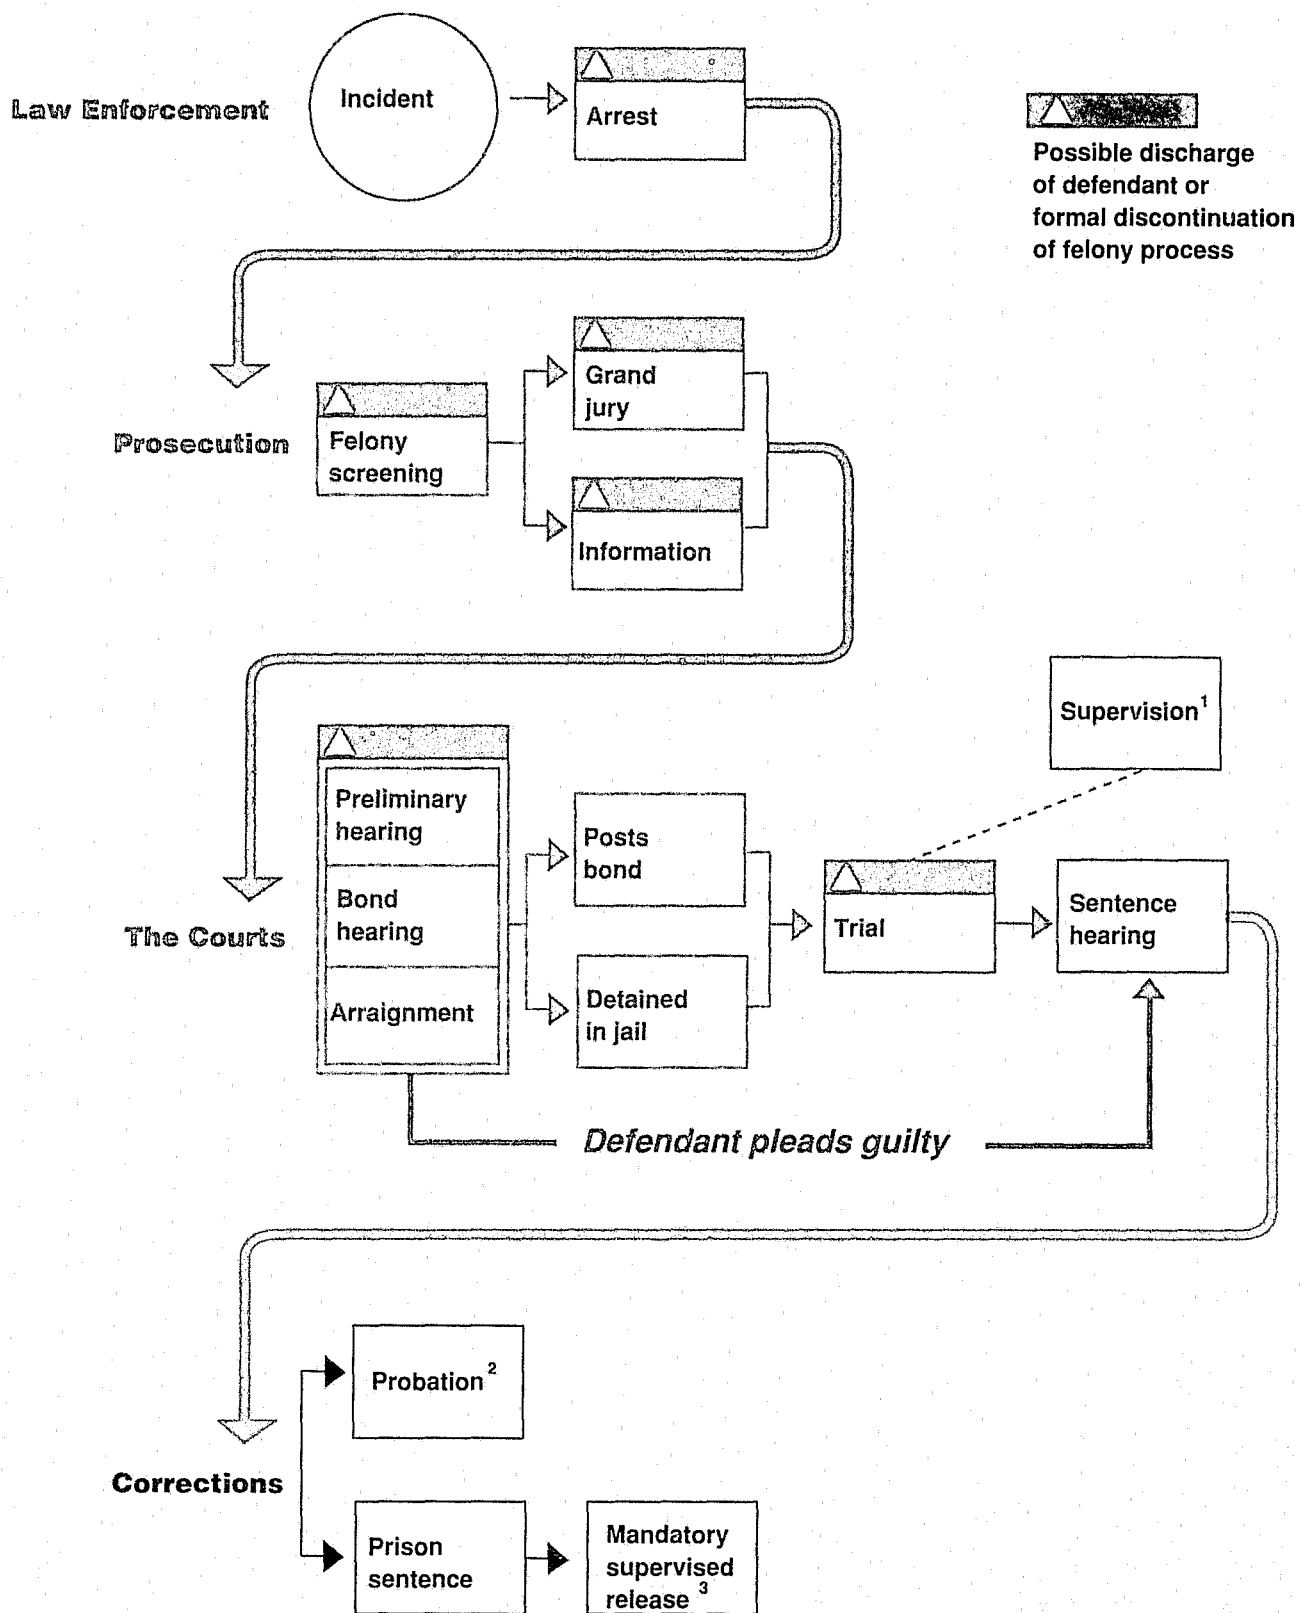 Law Enforcement
Incident
Arrest
Possible discharge
of defendant or
formal discontinuation
of felony process
Prosecution
Felony
screening
Grand
jury
Information
Supervision¹
The Courts
Preliminary
hearing
Bond
hearing
Arraignment
Posts
bond
Detained
in jail
Trial
Sentence
hearing
Defendant pleads guilty
Corrections
Probation²
Prison
sentence
Mandatory
supervised
release³